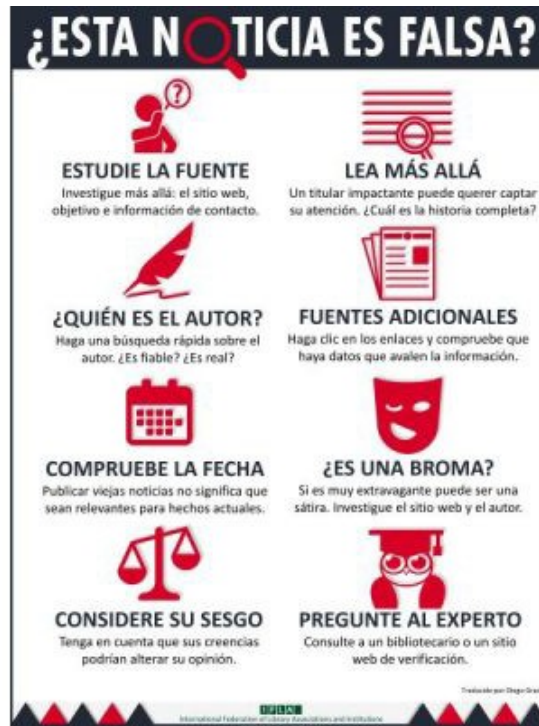 ¿ESTA NOTICIA ES FALSA?
ESTUDIE LA FUENTE
Investigue más allá: el sitio web,
objetivo e información de contacto.
LEA MÁS ALLÁ
Un titular impactante puede querer captar
su atención. ¿Cuál es la historia completa?
¿QUIÉN ES EL AUTOR?
Haga una búsqueda rápida sobre el
autor. ¿Es fiable? ¿Es real?
FUENTES ADICIONALES
Haga clic en los enlaces y compruebe que
haya datos que avalen la información.
COMPRUEBE LA FECHA
Publicar viejas noticias no significa que
sean relevantes para hechos actuales.
¿ES UNA BROMA?
Si es muy extravagante puede ser una
sátira. Investigue el sitio web y el autor.
CONSIDERE SU SESGO
Tenga en cuenta que sus creencias
podrían alterar su opinión.
PREGUNTE AL EXPERTO
Consulte a un bibliotecario o un sitio
web de verificación.
Traducido por Diego
IFLA
International Federation of Library Associations and Institutions